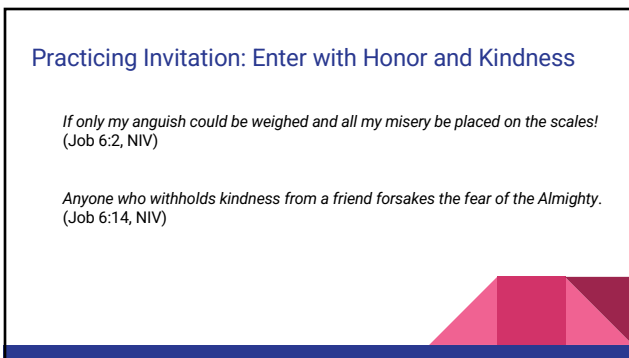 Practicing Invitation: Enter with Honor and Kindness
If only my anguish could be weighed and all my misery be placed on the scales!
(Job 6:2, NIV)
Anyone who withholds kindness from a friend forsakes the fear of the Almighty.
(Job 6:14, NIV)